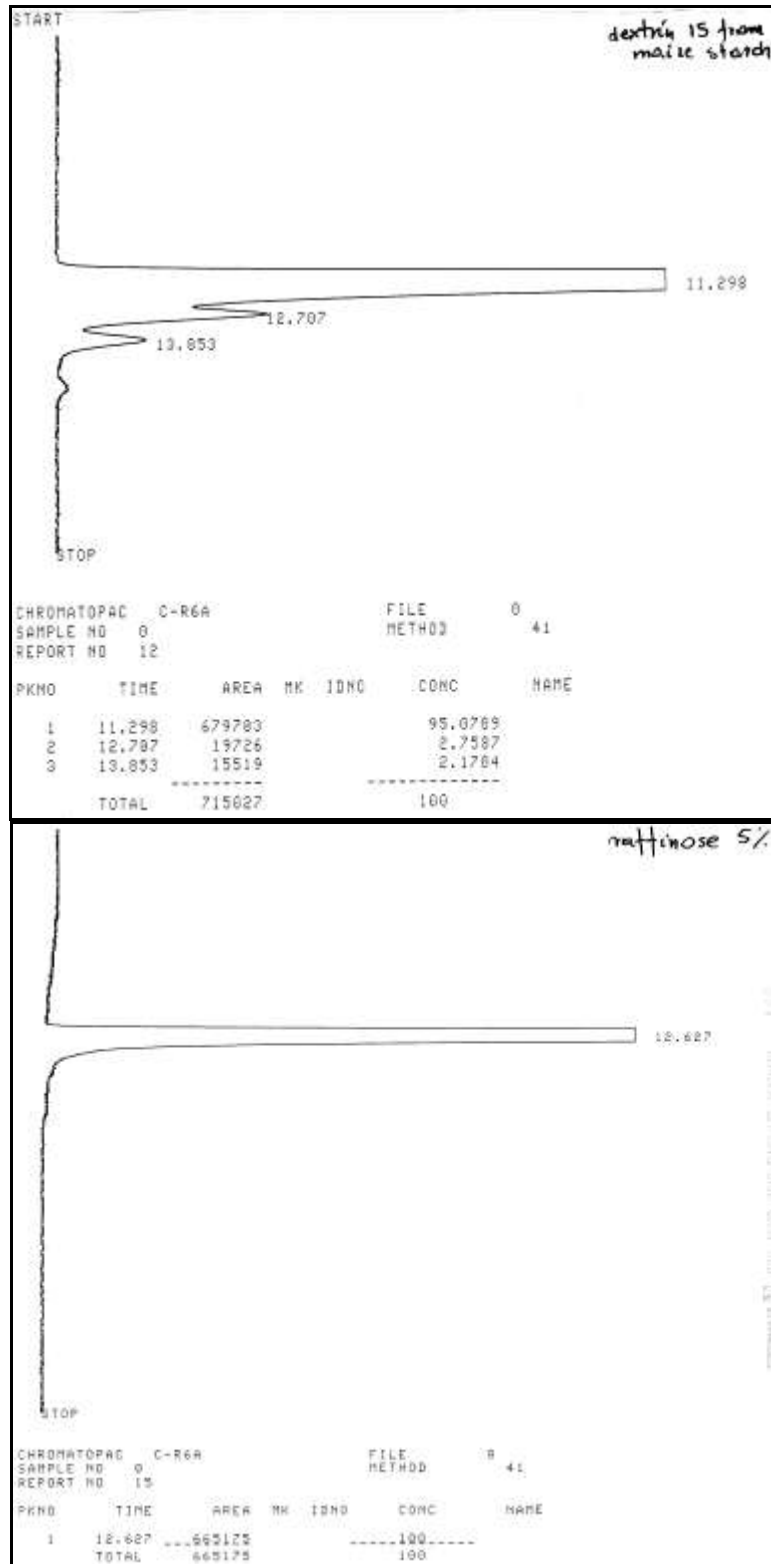 START
dextrin 15 from
maize starch
11.298
12.707
13.853
STOP
CHROMATOPAC C-R6A FILE 0
SAMPLE NO 0 METHOD 41
REPORT NO 12
PKNO TIME AREA MK IDNO CONC NAME
1 11.298 679783 95.0709
2 12.707 19726 2.7587
3 13.853 15519 2.1704
--------- -------------
TOTAL 715027 100
raffinose 5%
12.627
STOP
CHROMATOPAC C-R6A FILE 0
SAMPLE NO 0 METHOD 41
REPORT NO 15
PKNO TIME AREA MK IDNO CONC NAME
1 12.627 665175 100
TOTAL 665175 100